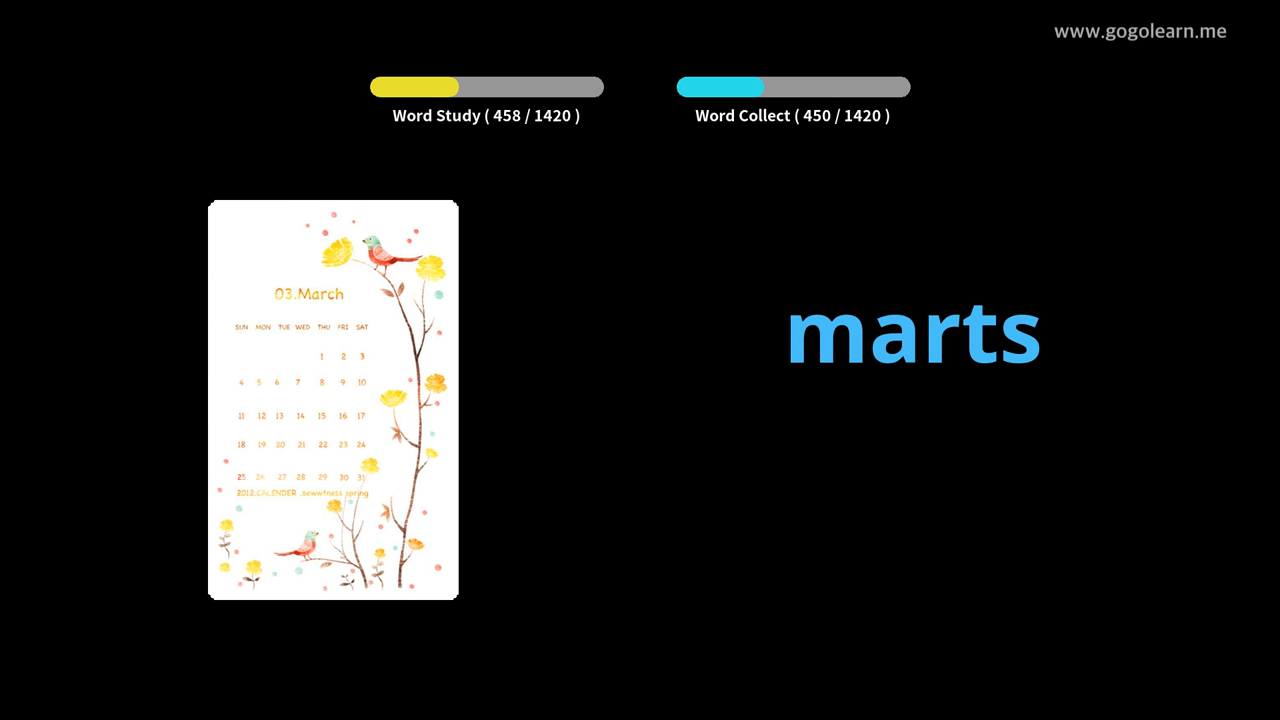 www.gogolearn.me
Word Study ( 458 / 1420 )
Word Collect ( 450 / 1420 )
03.March
SUN MON TUE WED THU FRI SAT
1 2 3
4 5 6 7 8 9 10
11 12 13 14 15 16 17
18 19 20 21 22 23 24
25 26 27 28 29 30 31
2012.CALENDER .sewwtness spring
marts